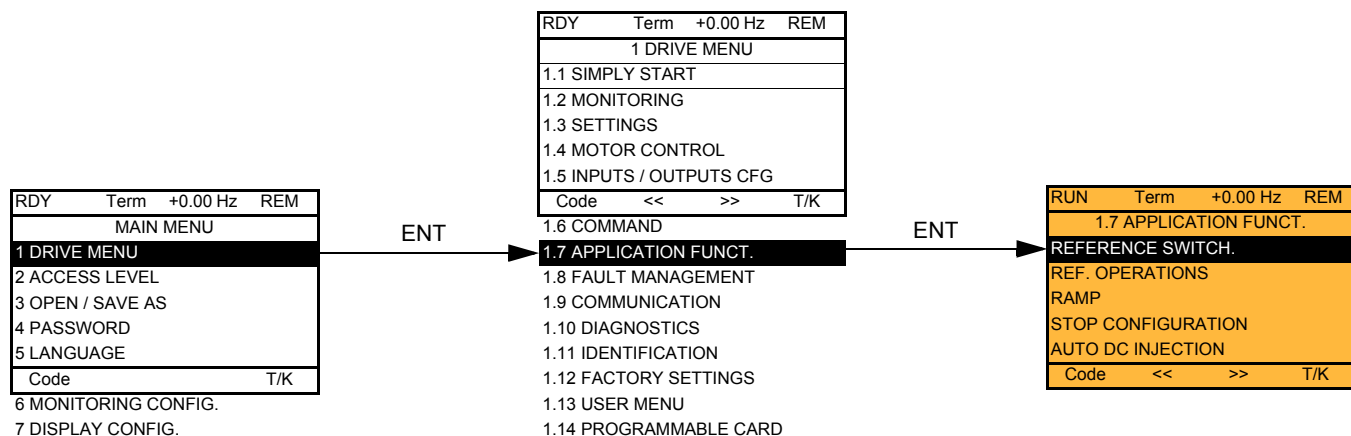 RDY Term +0.00 Hz REM
MAIN MENU
1 DRIVE MENU
2 ACCESS LEVEL
3 OPEN / SAVE AS
4 PASSWORD
5 LANGUAGE
Code T/K
6 MONITORING CONFIG.
7 DISPLAY CONFIG.
ENT
RDY Term +0.00 Hz REM
1 DRIVE MENU
1.1 SIMPLY START
1.2 MONITORING
1.3 SETTINGS
1.4 MOTOR CONTROL
1.5 INPUTS / OUTPUTS CFG
Code << >> T/K
1.6 COMMAND
1.7 APPLICATION FUNCT.
1.8 FAULT MANAGEMENT
1.9 COMMUNICATION
1.10 DIAGNOSTICS
1.11 IDENTIFICATION
1.12 FACTORY SETTINGS
1.13 USER MENU
1.14 PROGRAMMABLE CARD
ENT
RUN Term +0.00 Hz REM
1.7 APPLICATION FUNCT.
REFERENCE SWITCH.
REF. OPERATIONS
RAMP
STOP CONFIGURATION
AUTO DC INJECTION
Code << >> T/K